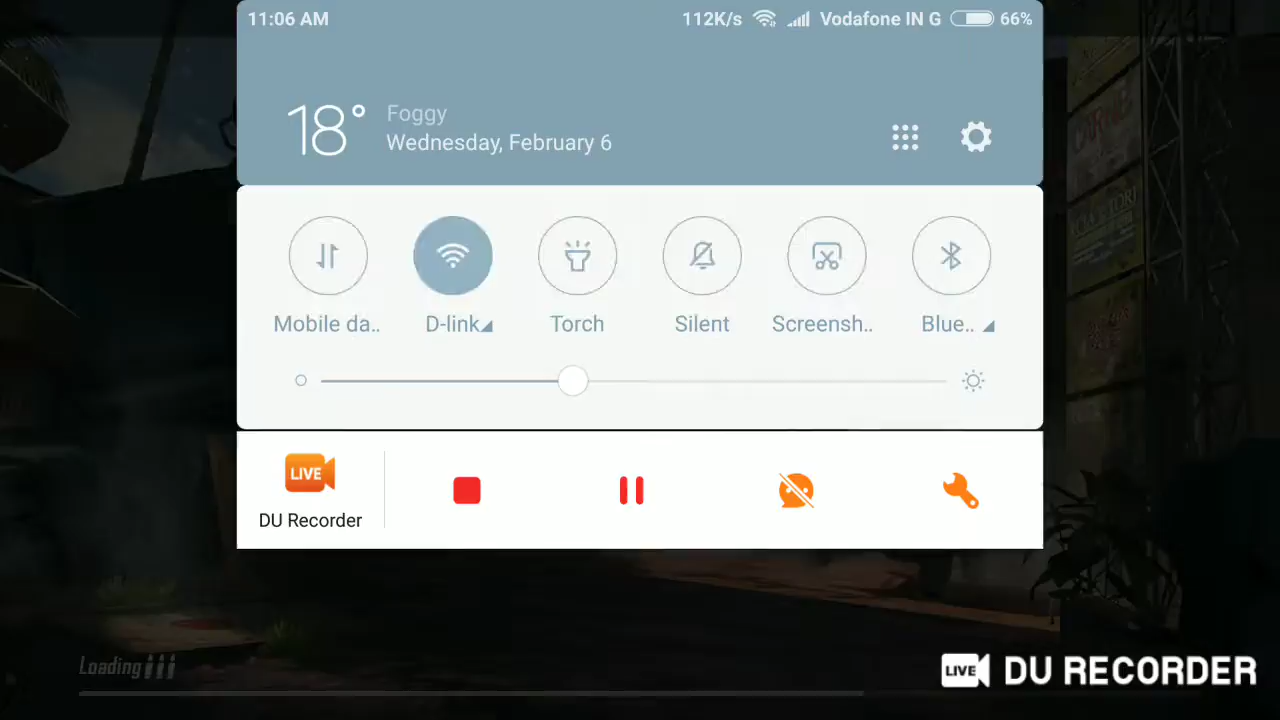 11:06 AM
112K/s
Vodafone IN G
66%
18°
Foggy
Wednesday, February 6
Mobile da..
D-link
Torch
Silent
Screensh..
Blue..
LIVE
DU Recorder
Loading
LIVE
DU RECORDER